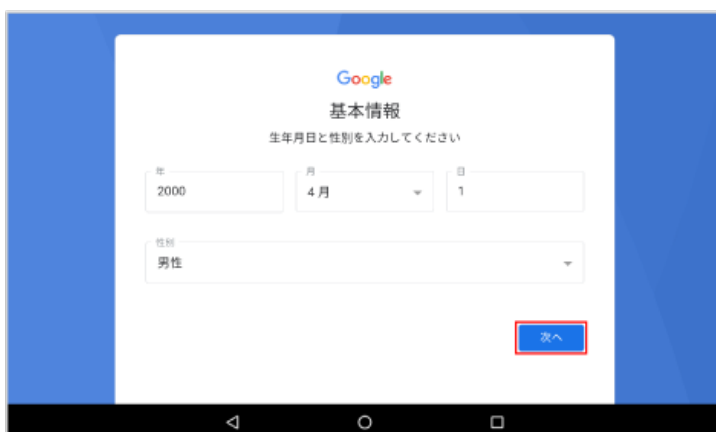 Google
基本情報
生年月日と性別を入力してください
年 月 日
2000 4月 1
性別
男性
次へ